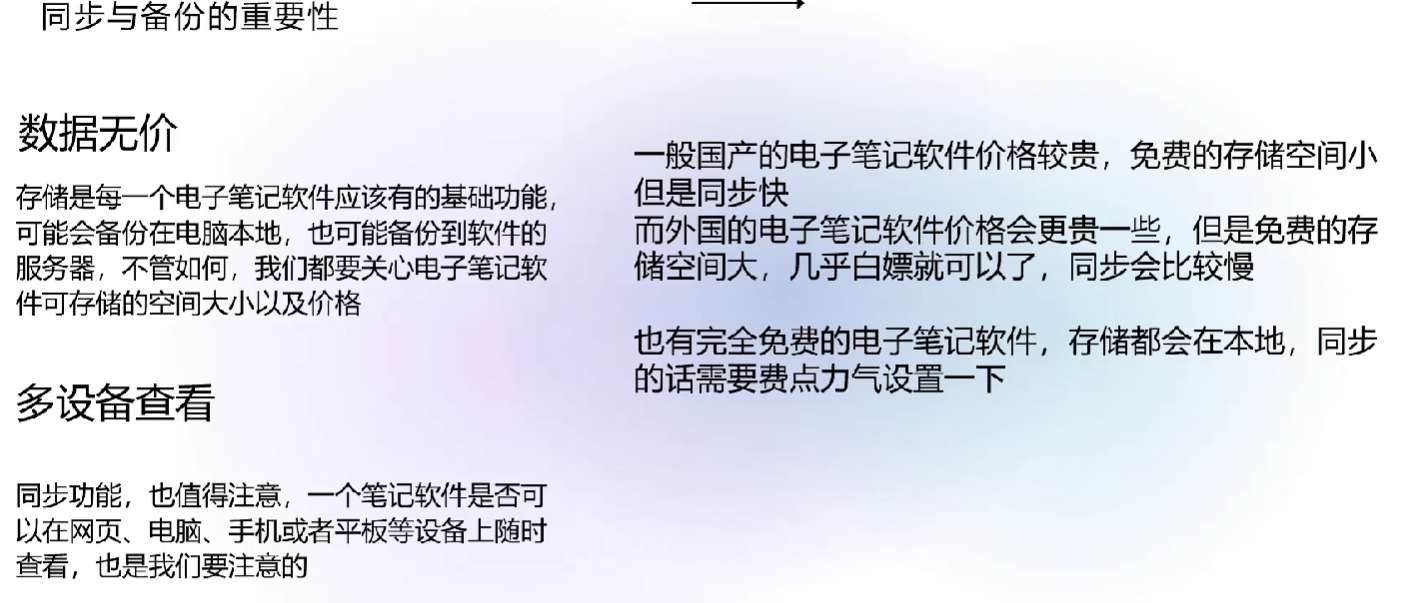 同步与备份的重要性
数据无价
存储是每一个电子笔记软件应该有的基础功能，
可能会备份在电脑本地，也可能备份到软件的
服务器，不管如何，我们都要关心电子笔记软
件可存储的空间大小以及价格
多设备查看
同步功能，也值得注意，一个笔记软件是否可
以在网页、电脑、手机或者平板等设备上随时
查看，也是我们要注意的
一般国产的电子笔记软件价格较贵，免费的存储空间小
但是同步快
而外国的电子笔记软件价格会更贵一些，但是免费的存
储空间大，几乎白嫖就可以了，同步会比较慢
也有完全免费的电子笔记软件，存储都会在本地，同步
的话需要费点力气设置一下